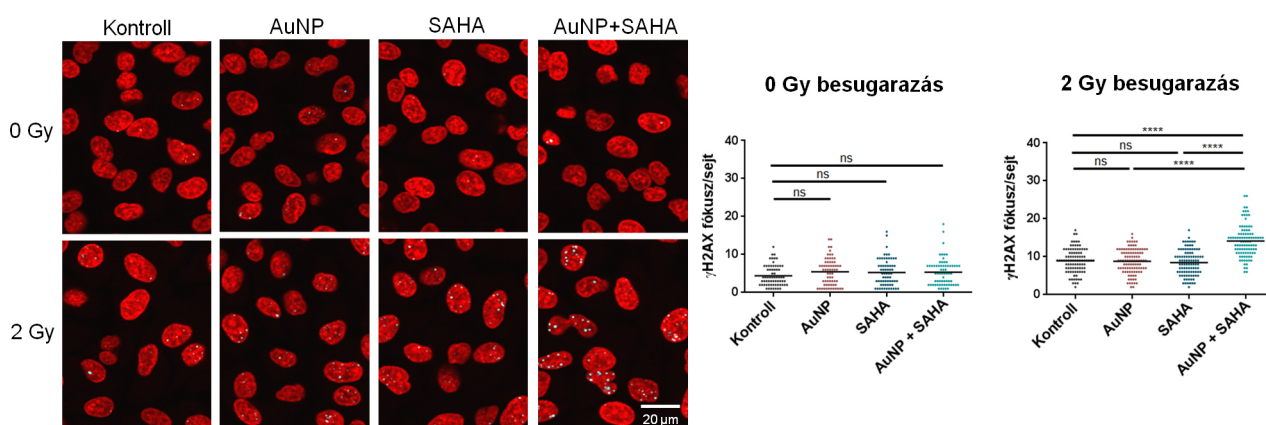 Kontroll
AuNP
SAHA
AuNP+SAHA
0 Gy
2 Gy
20 µm
0 Gy besugarazás
γH2AX fókusz/sejt
40
30
20
10
0
ns
ns
ns
Kontroll
AuNP
SAHA
AuNP + SAHA
2 Gy besugarazás
γH2AX fókusz/sejt
40
30
20
10
0
****
ns
****
ns
****
Kontroll
AuNP
SAHA
AuNP + SAHA